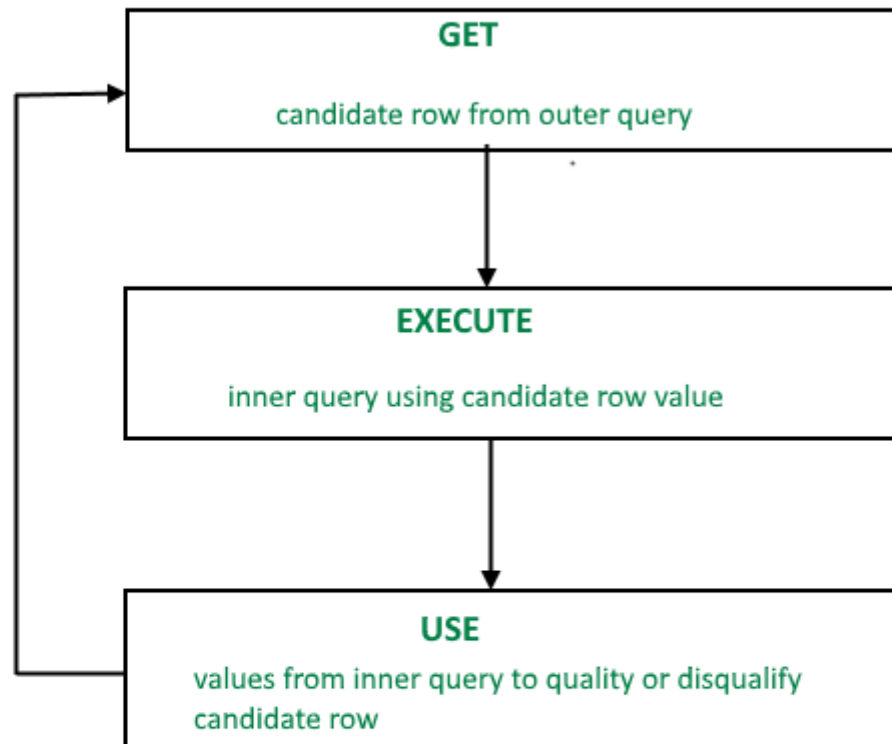 GET
candidate row from outer query
EXECUTE
inner query using candidate row value
USE
values from inner query to quality or disqualify
candidate row